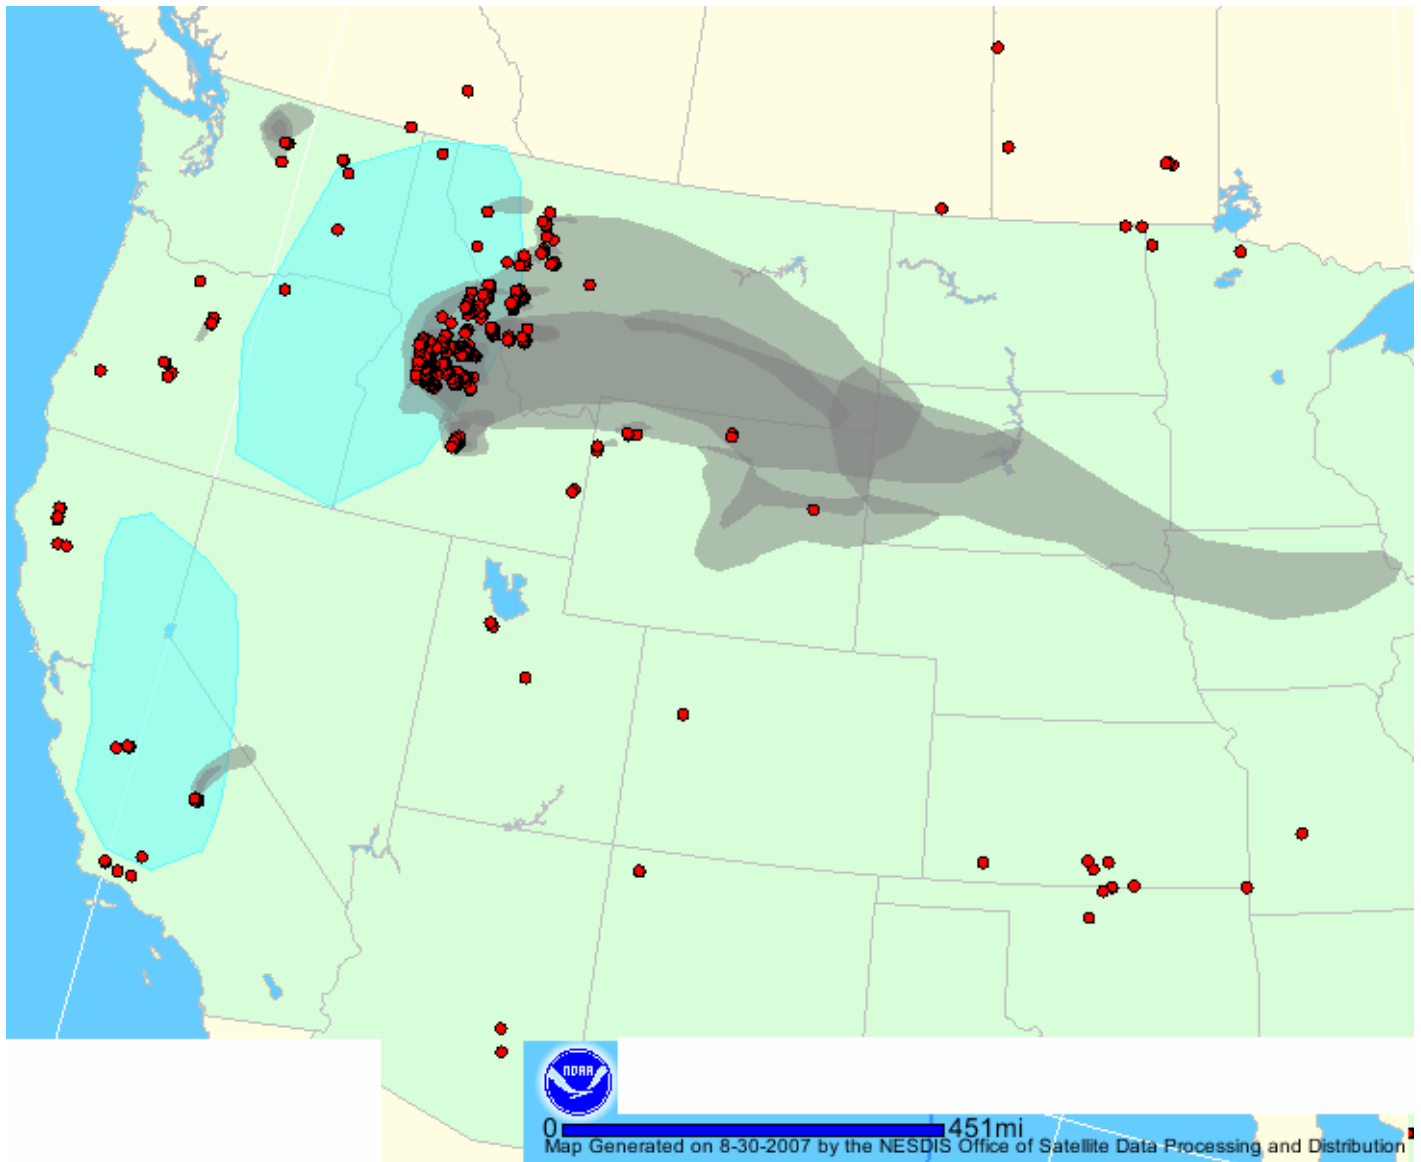 NOAA
0 451mi
Map Generated on 8-30-2007 by the NESDIS Office of Satellite Data Processing and Distribution